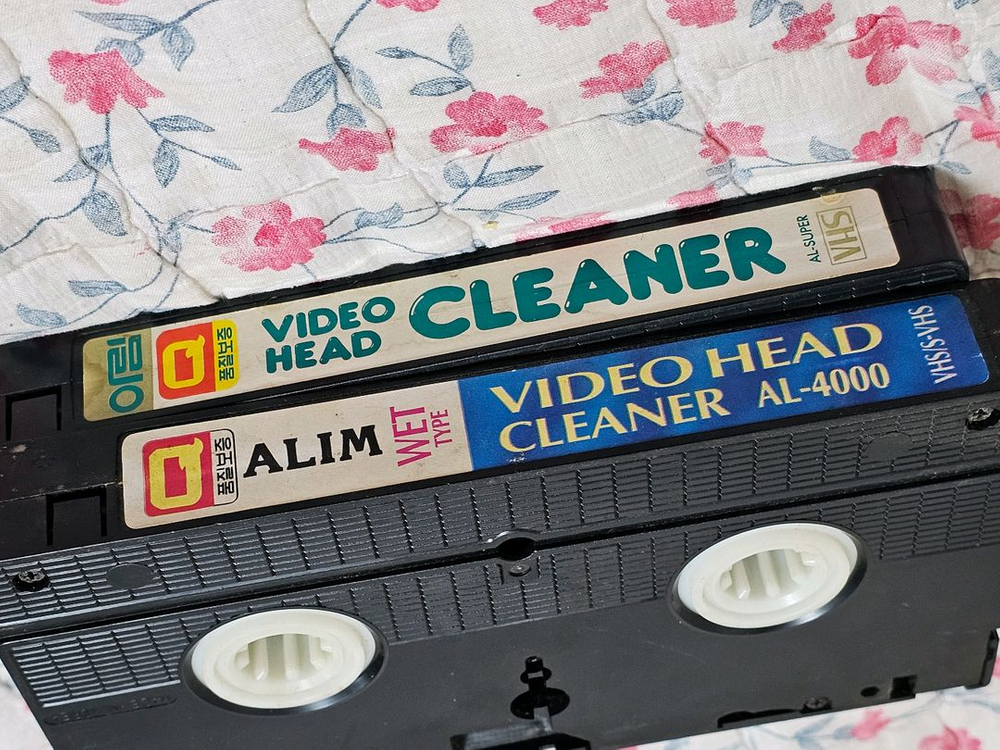 아림
Q
품질보증
VIDEO
HEAD
CLEANER
AL-SUPER
VHS
Q
품질보증
ALIM
WET
TYPE
VIDEO HEAD
CLEANER AL-4000
VHS/S-VHS